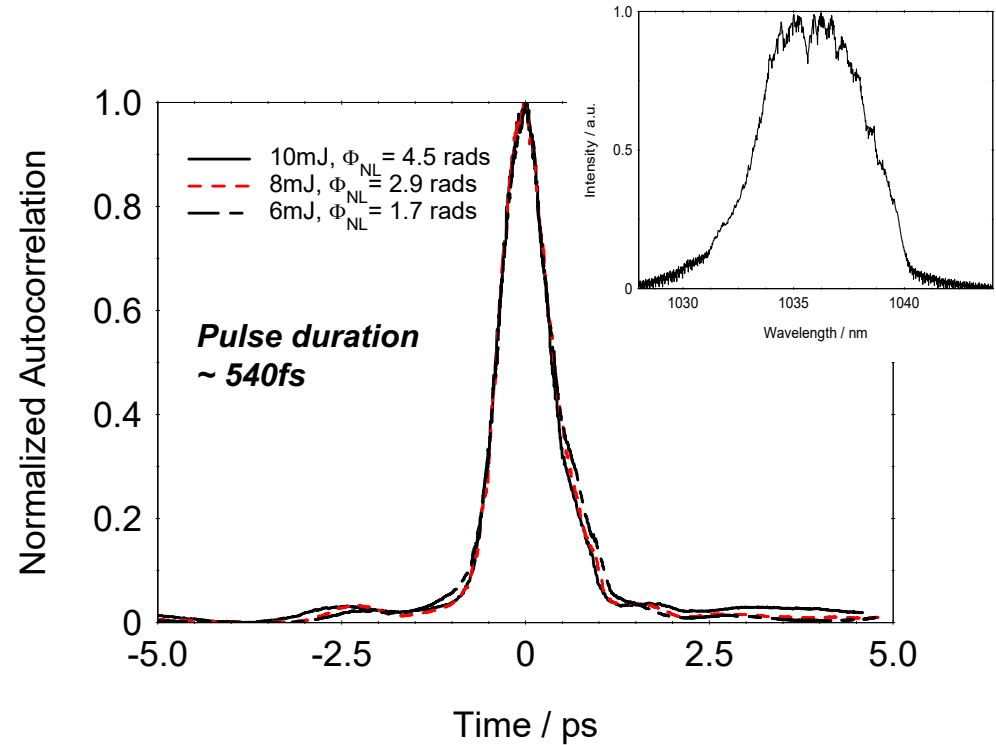 1.0
0.5
0
1030
1035
1040
Intensity / a.u.
Wavelength / nm
1.0
0.8
0.6
0.4
0.2
0
-5.0
-2.5
0
2.5
5.0
Normalized Autocorrelation
Time / ps
10mJ, Φ_NL = 4.5 rads
8mJ, Φ_NL = 2.9 rads
6mJ, Φ_NL = 1.7 rads
Pulse duration
~ 540fs